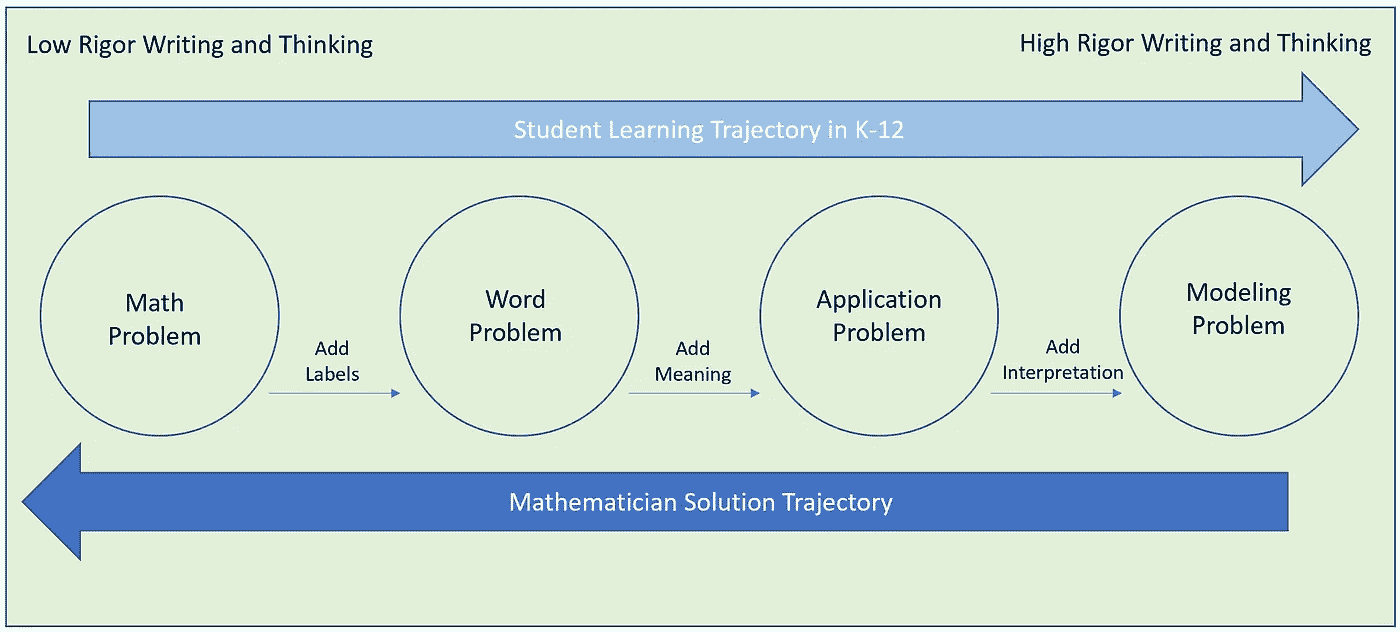 Low Rigor Writing and Thinking
High Rigor Writing and Thinking
Student Learning Trajectory in K-12
Math
Problem
Add
Labels
Word
Problem
Add
Meaning
Application
Problem
Add
Interpretation
Modeling
Problem
Mathematician Solution Trajectory